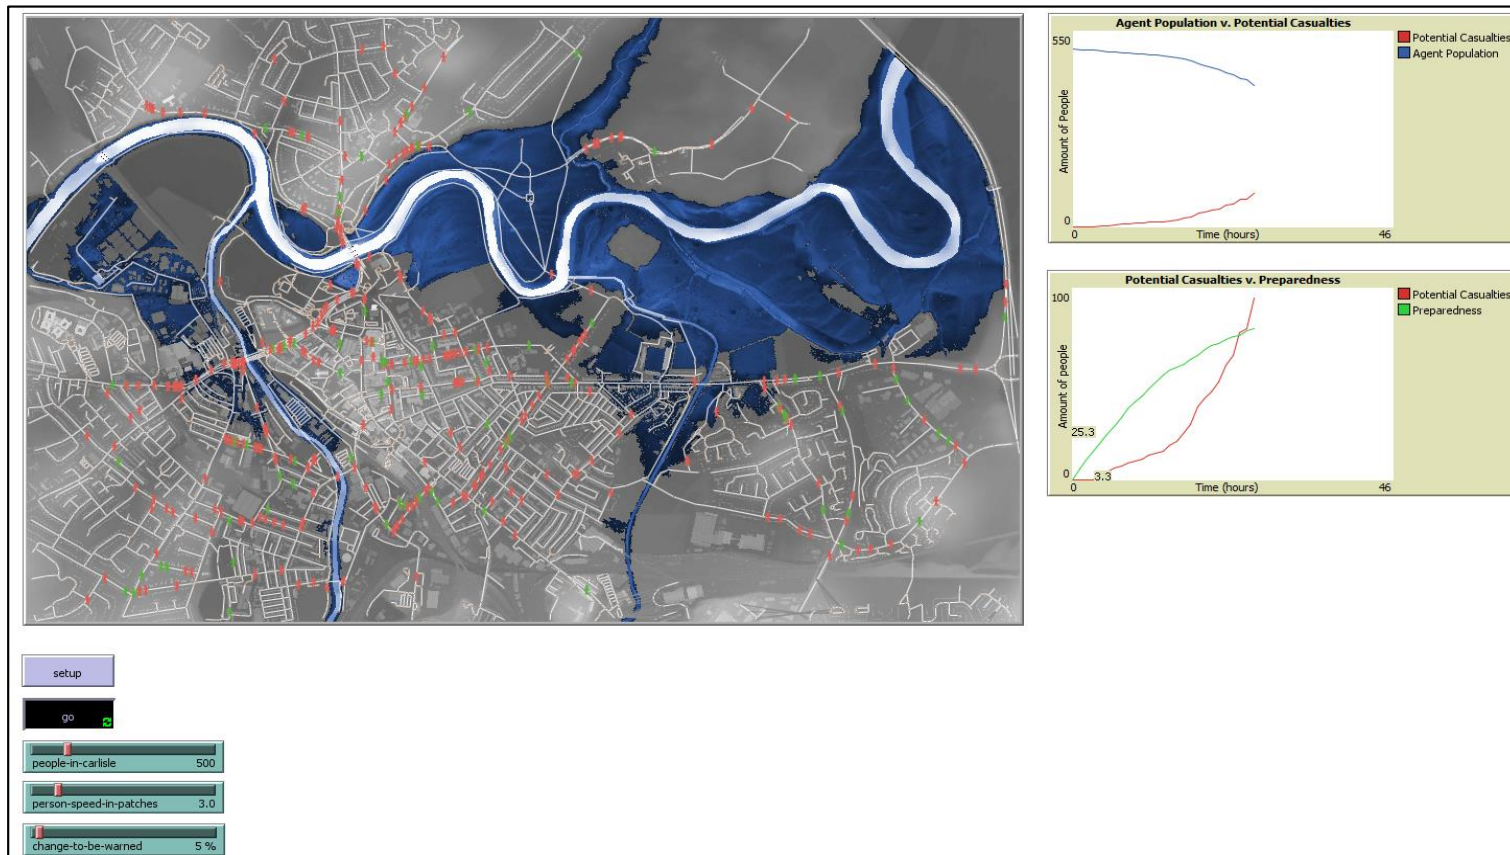 Agent Population v. Potential Casualties
550
Amount of People
0
0
Time (hours)
46
Potential Casualties
Agent Population
Potential Casualties v. Preparedness
100
Amount of people
25.3
0
3.3
0
Time (hours)
46
Potential Casualties
Preparedness
setup
go
people-in-carlisle 500
person-speed-in-patches 3.0
change-to-be-warned 5 %